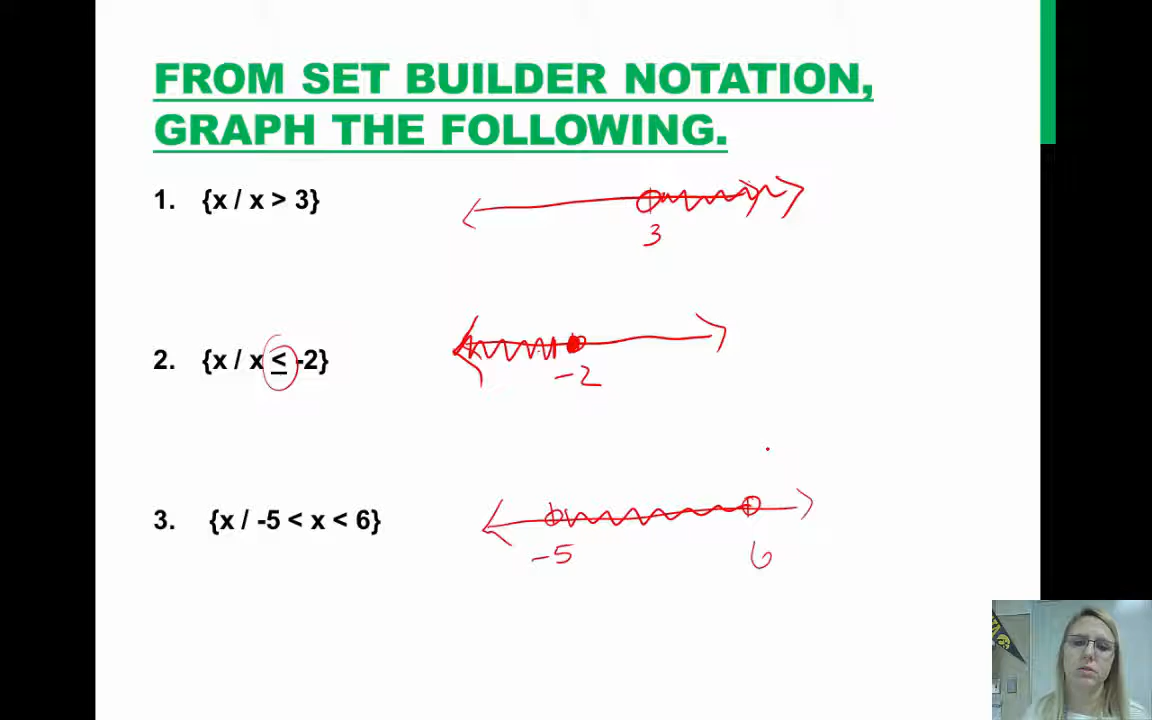 FROM SET BUILDER NOTATION,
GRAPH THE FOLLOWING.
1. {x / x > 3}
3
2. {x / x ≤ -2}
-2
3. {x / -5 < x < 6}
-5 6